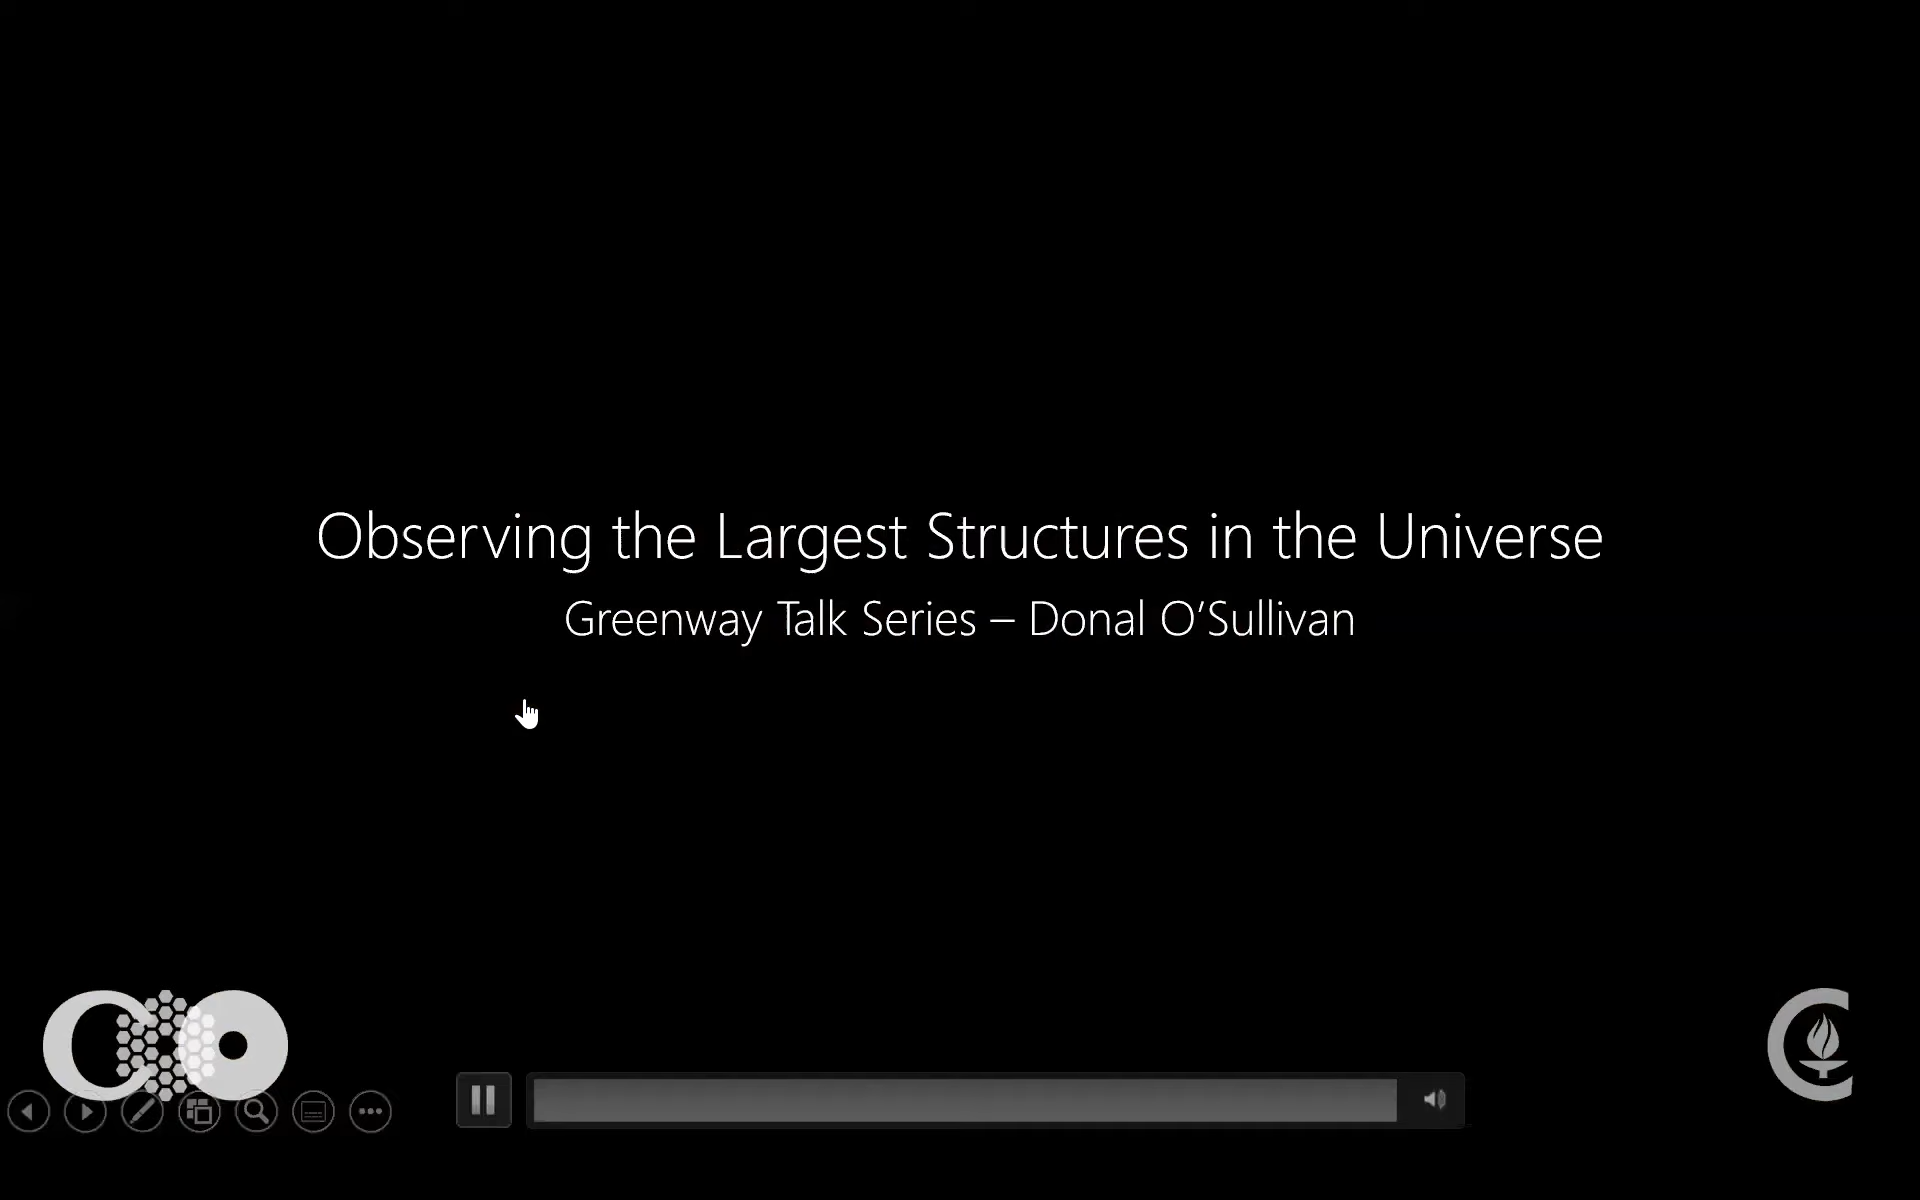 Observing the Largest Structures in the Universe
Greenway Talk Series – Donal O’Sullivan